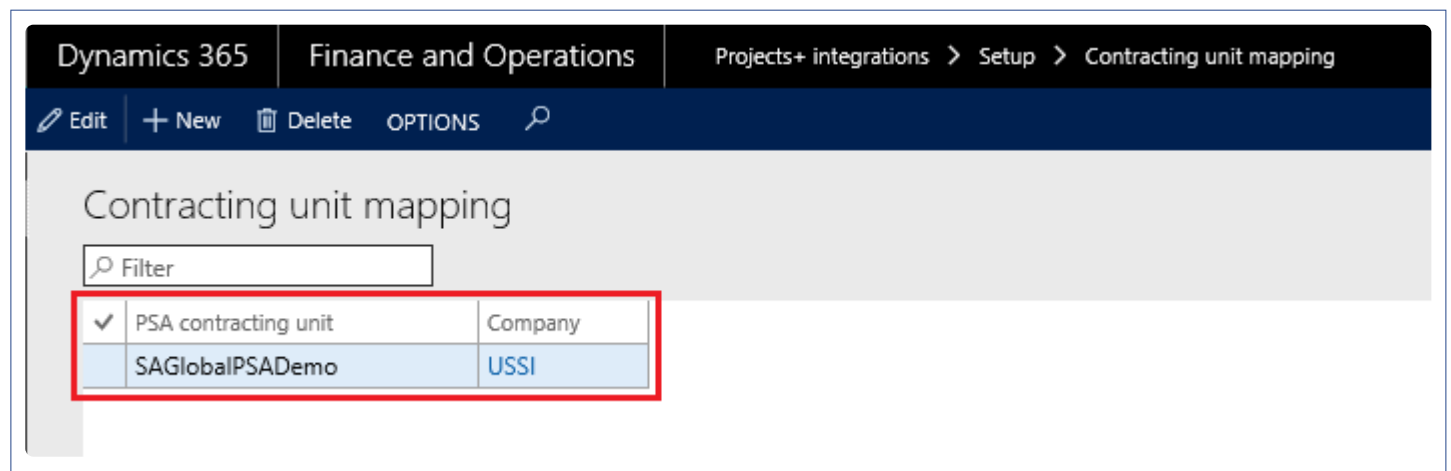 Dynamics 365 Finance and Operations Projects+ integrations > Setup > Contracting unit mapping
Edit + New Delete OPTIONS
Contracting unit mapping
Filter
PSA contracting unit Company
SAGlobalPSADemo USSI